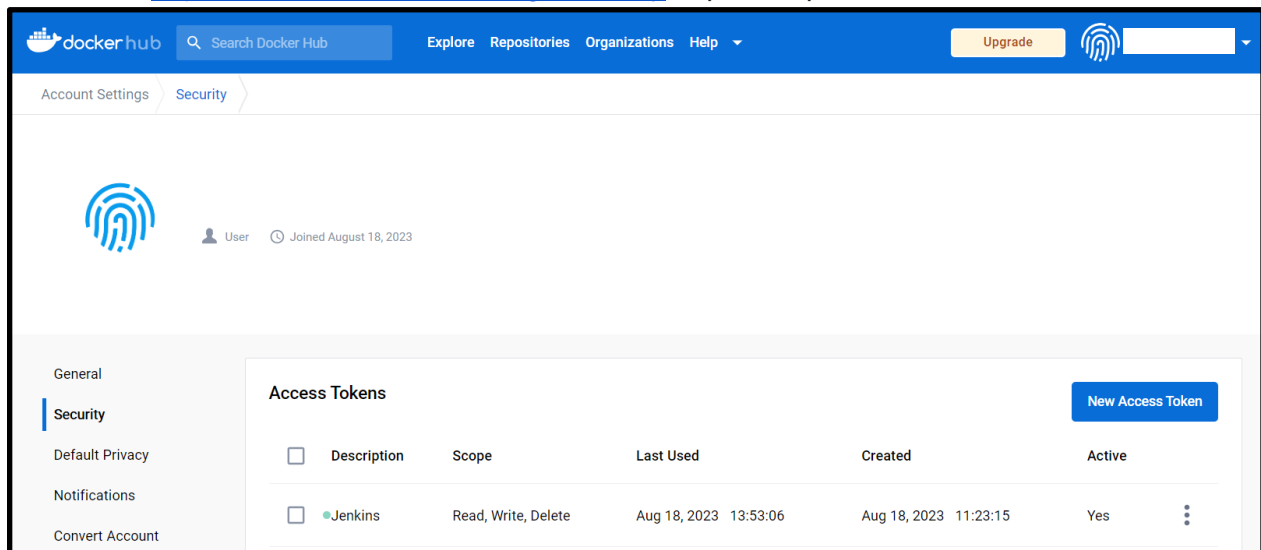 dockerhub Search Docker Hub Explore Repositories Organizations Help Upgrade
Account Settings Security
User Joined August 18, 2023
General
Security
Default Privacy
Notifications
Convert Account
Access Tokens
New Access Token
Description Scope Last Used Created Active
Jenkins Read, Write, Delete Aug 18, 2023 13:53:06 Aug 18, 2023 11:23:15 Yes